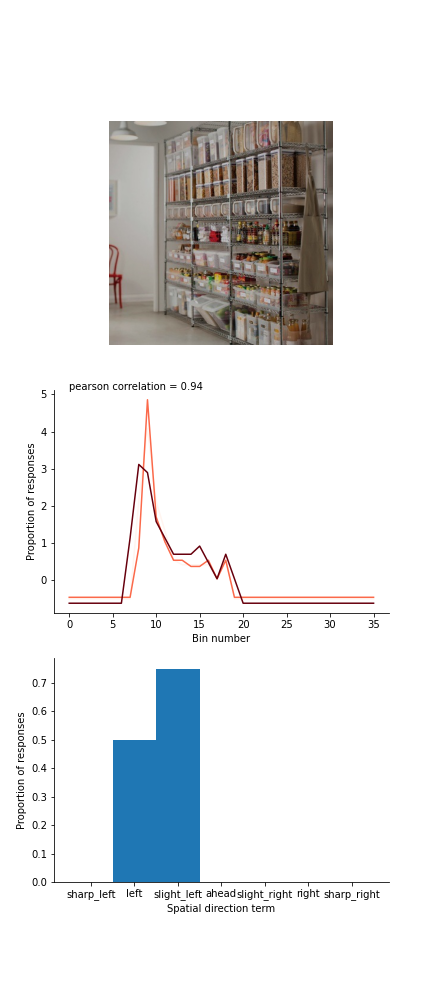 pearson correlation = 0.94
5
4
3
2
1
0
Proportion of responses
0 5 10 15 20 25 30 35
Bin number
0.7
0.6
0.5
0.4
0.3
0.2
0.1
0.0
Proportion of responses
sharp_left left slight_left ahead slight_right right sharp_right
Spatial direction term